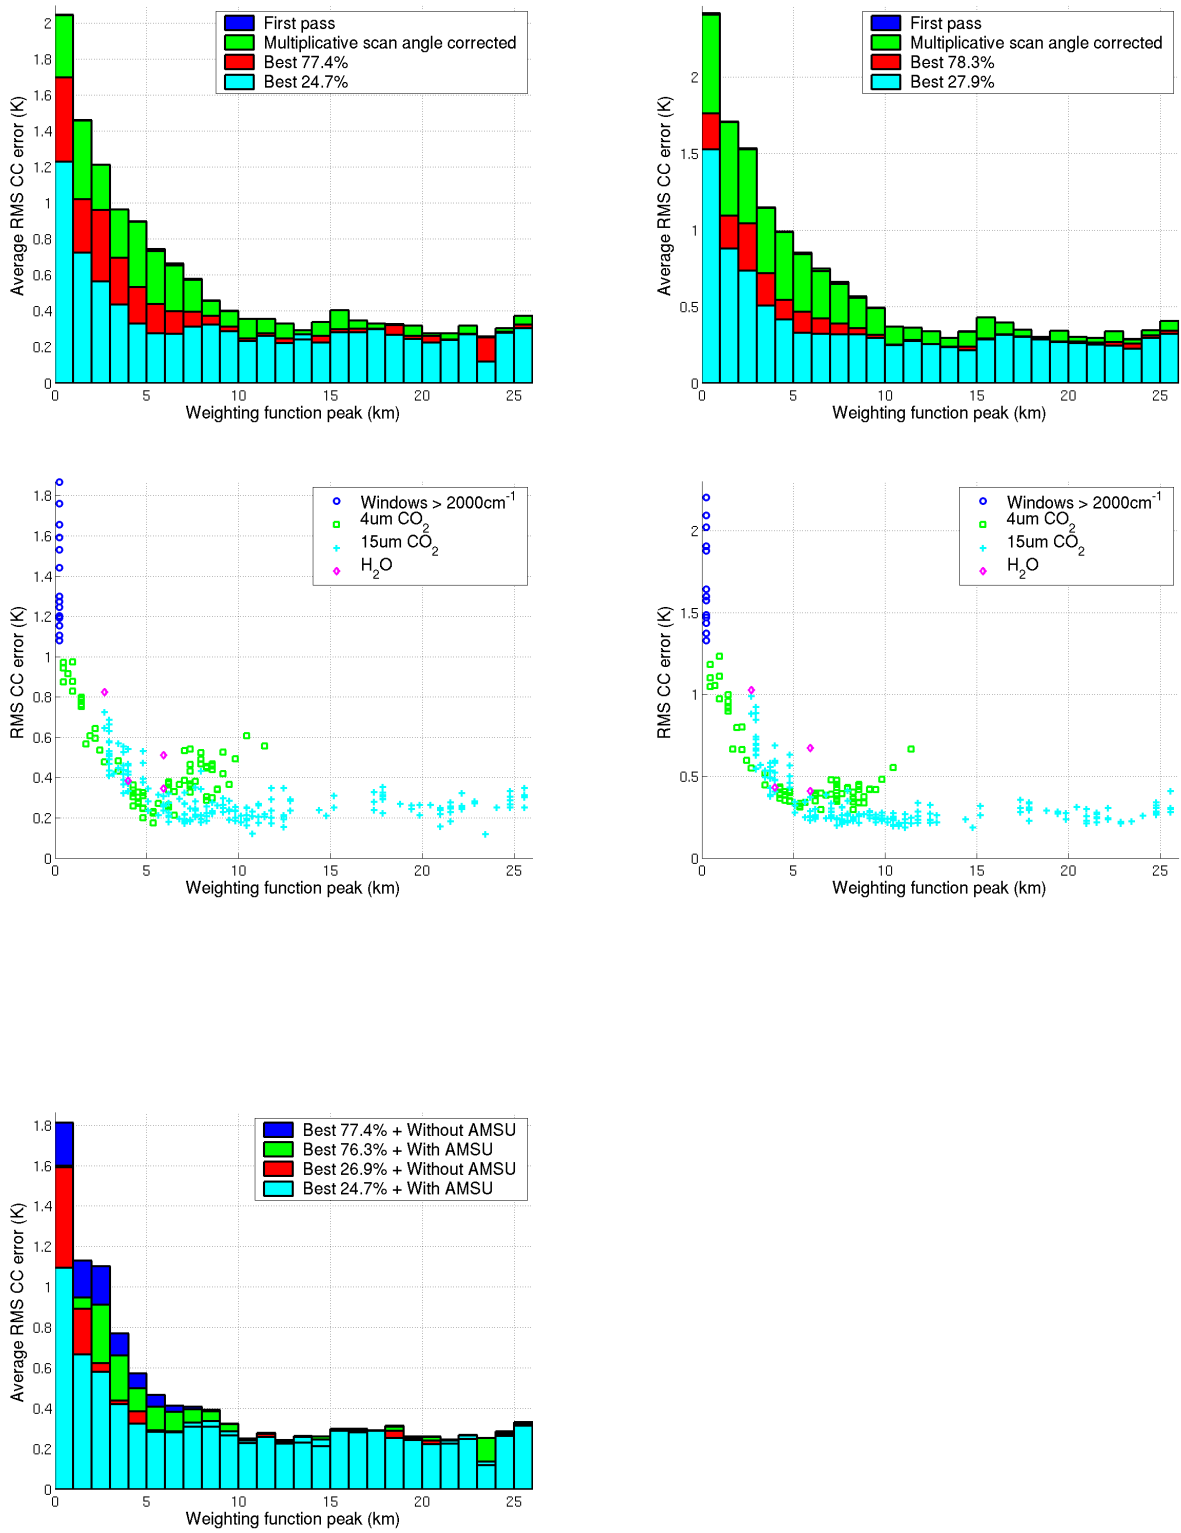 First pass
Multiplicative scan angle corrected
Best 77.4%
Best 24.7%
Average RMS CC error (K)
2
1.8
1.6
1.4
1.2
1
0.8
0.6
0.4
0.2
0
0 5 10 15 20 25
Weighting function peak (km)
First pass
Multiplicative scan angle corrected
Best 78.3%
Best 27.9%
Average RMS CC error (K)
2
1.5
1
0.5
0
0 5 10 15 20 25
Weighting function peak (km)
Windows > 2000cm-1
4um CO2
15um CO2
H2O
RMS CC error (K)
1.8
1.6
1.4
1.2
1
0.8
0.6
0.4
0.2
0
0 5 10 15 20 25
Weighting function peak (km)
Windows > 2000cm-1
4um CO2
15um CO2
H2O
RMS CC error (K)
2
1.5
1
0.5
0
0 5 10 15 20 25
Weighting function peak (km)
Best 77.4% + Without AMSU
Best 76.3% + With AMSU
Best 26.9% + Without AMSU
Best 24.7% + With AMSU
Average RMS CC error (K)
1.8
1.6
1.4
1.2
1
0.8
0.6
0.4
0.2
0
0 5 10 15 20 25
Weighting function peak (km)